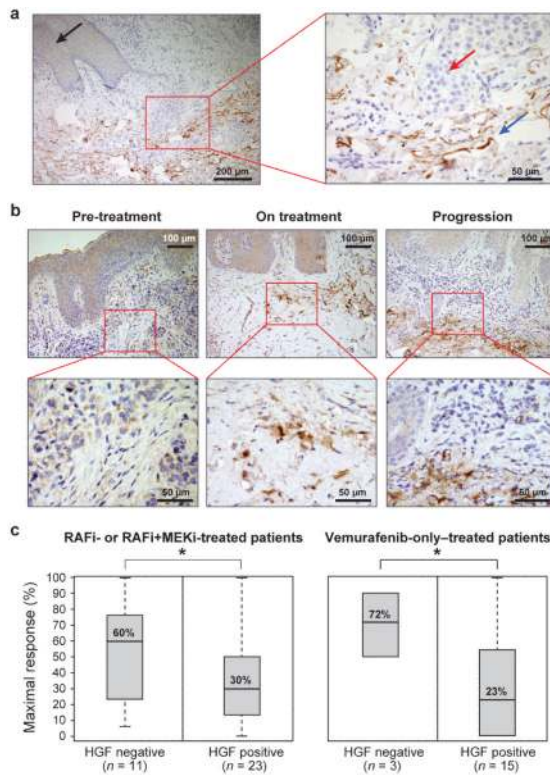 a
200 μm
50 μm
b
Pre-treatment
On treatment
Progression
100 μm
100 μm
100 μm
50 μm
50 μm
50 μm
c
RAFi- or RAFi+MEKi-treated patients
Vemurafenib-only–treated patients
*
*
Maximal response (%)
100
90
80
70
60
50
40
30
20
10
0
60%
30%
72%
23%
HGF negative
(n = 11)
HGF positive
(n = 23)
HGF negative
(n = 3)
HGF positive
(n = 15)